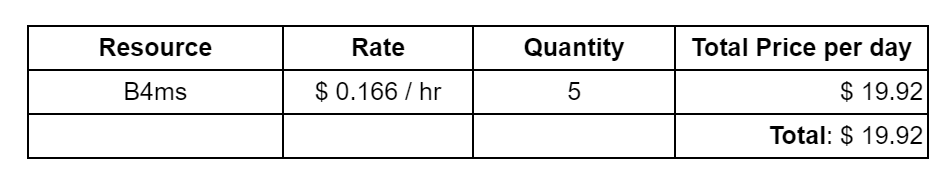 Resource Rate Quantity Total Price per day
B4ms $ 0.166 / hr 5 $ 19.92
Total: $ 19.92